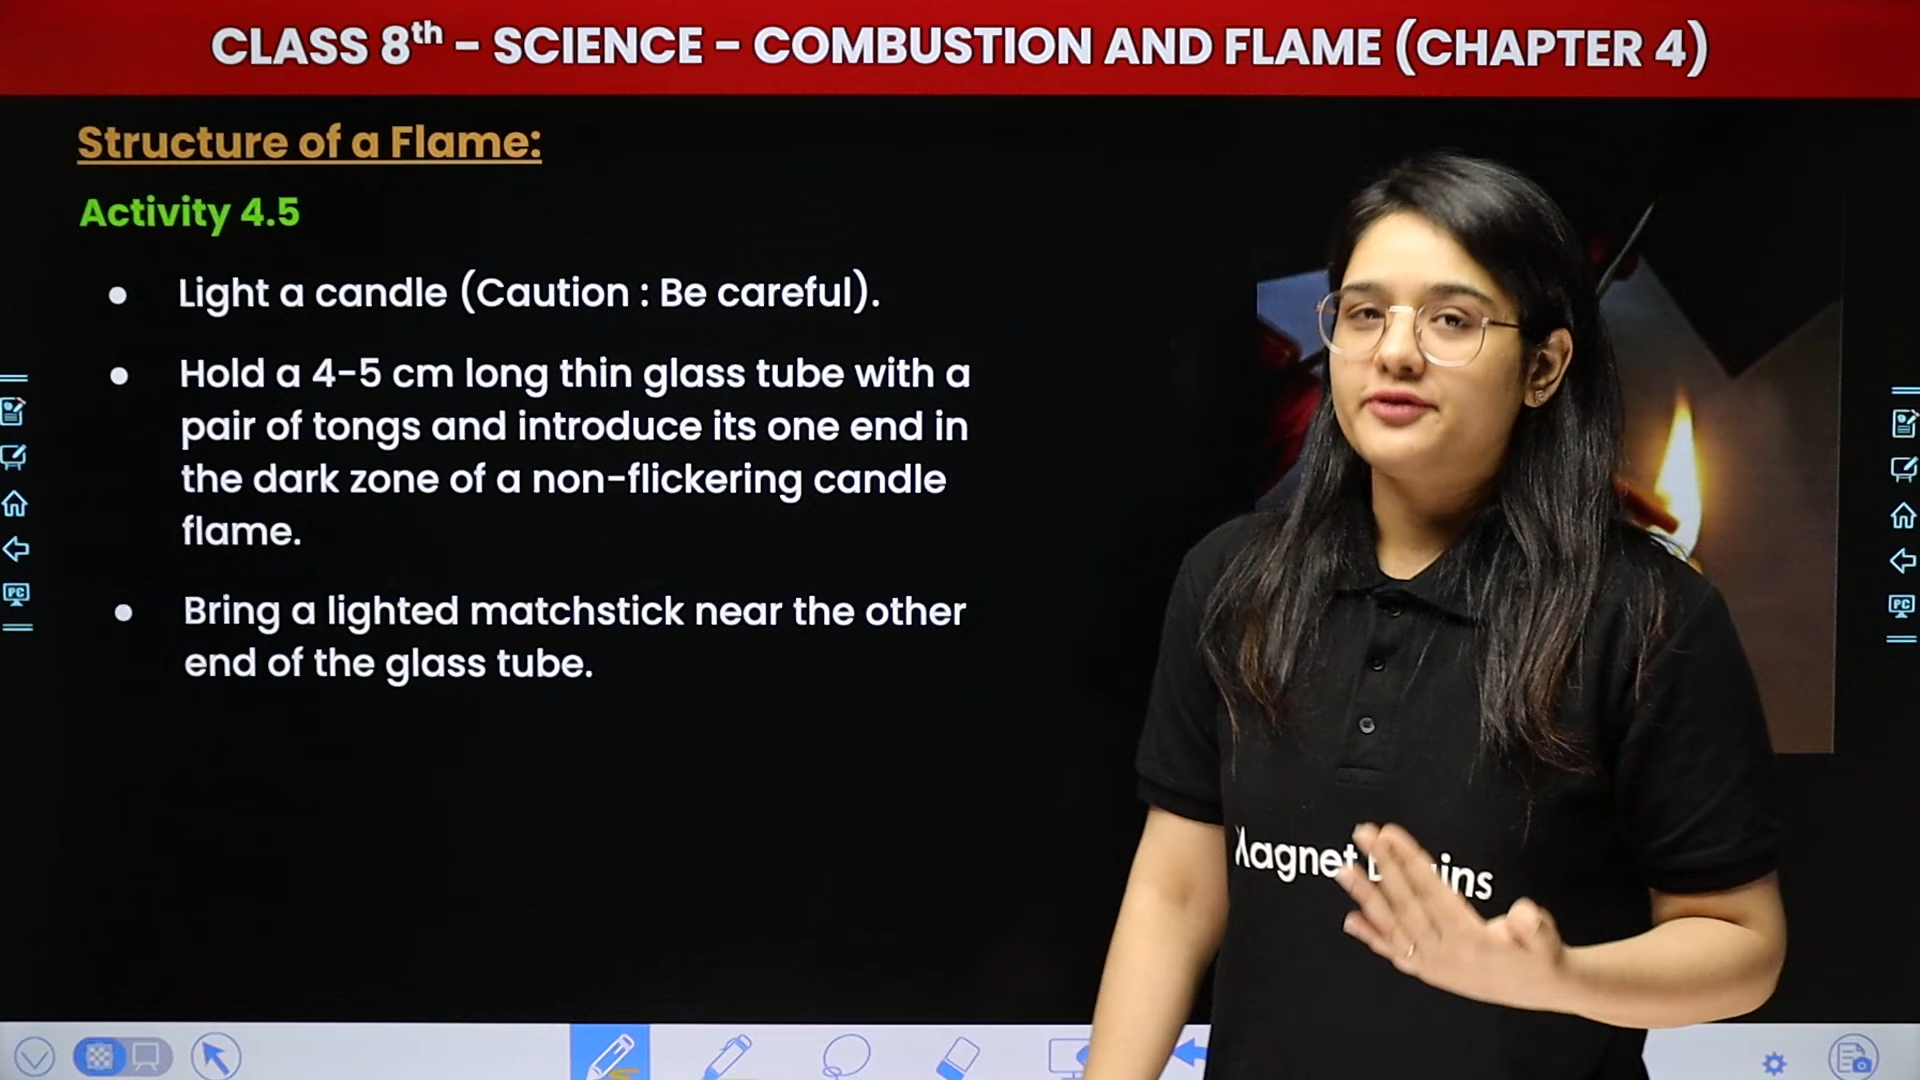 CLASS 8th – SCIENCE – COMBUSTION AND FLAME (CHAPTER 4)
Structure of a Flame:
Activity 4.5
● Light a candle (Caution : Be careful).
● Hold a 4-5 cm long thin glass tube with a
pair of tongs and introduce its one end in
the dark zone of a non-flickering candle
flame.
● Bring a lighted matchstick near the other
end of the glass tube.
PC
PC